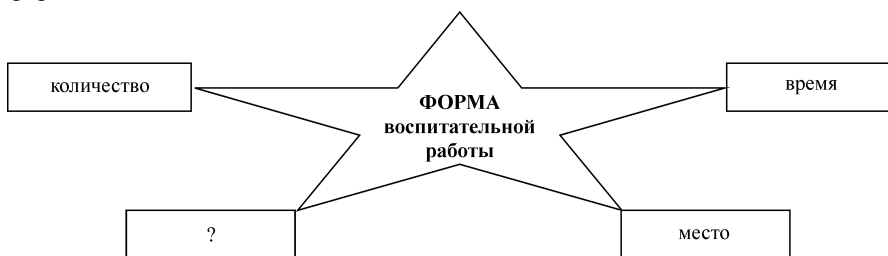 количество
время
ФОРМА
воспитательной
работы
?
место